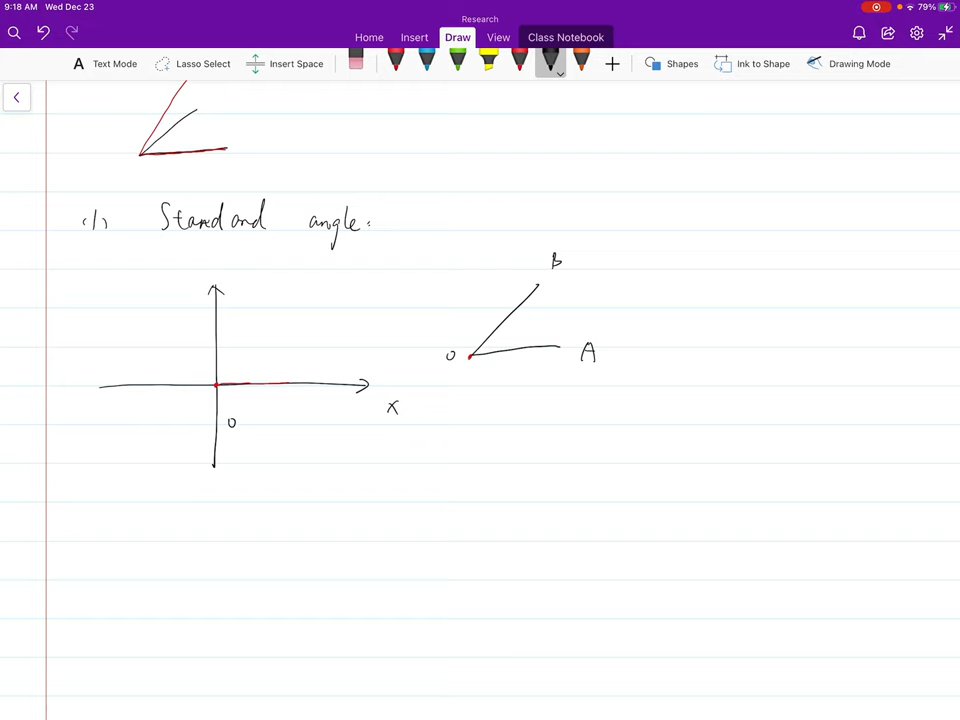 9:18 AM Wed Dec 23
79%
Research
Home Insert Draw View Class Notebook
A Text Mode Lasso Select Insert Space Shapes Ink to Shape Drawing Mode
(1) Standard angle:
B
O A
X
O